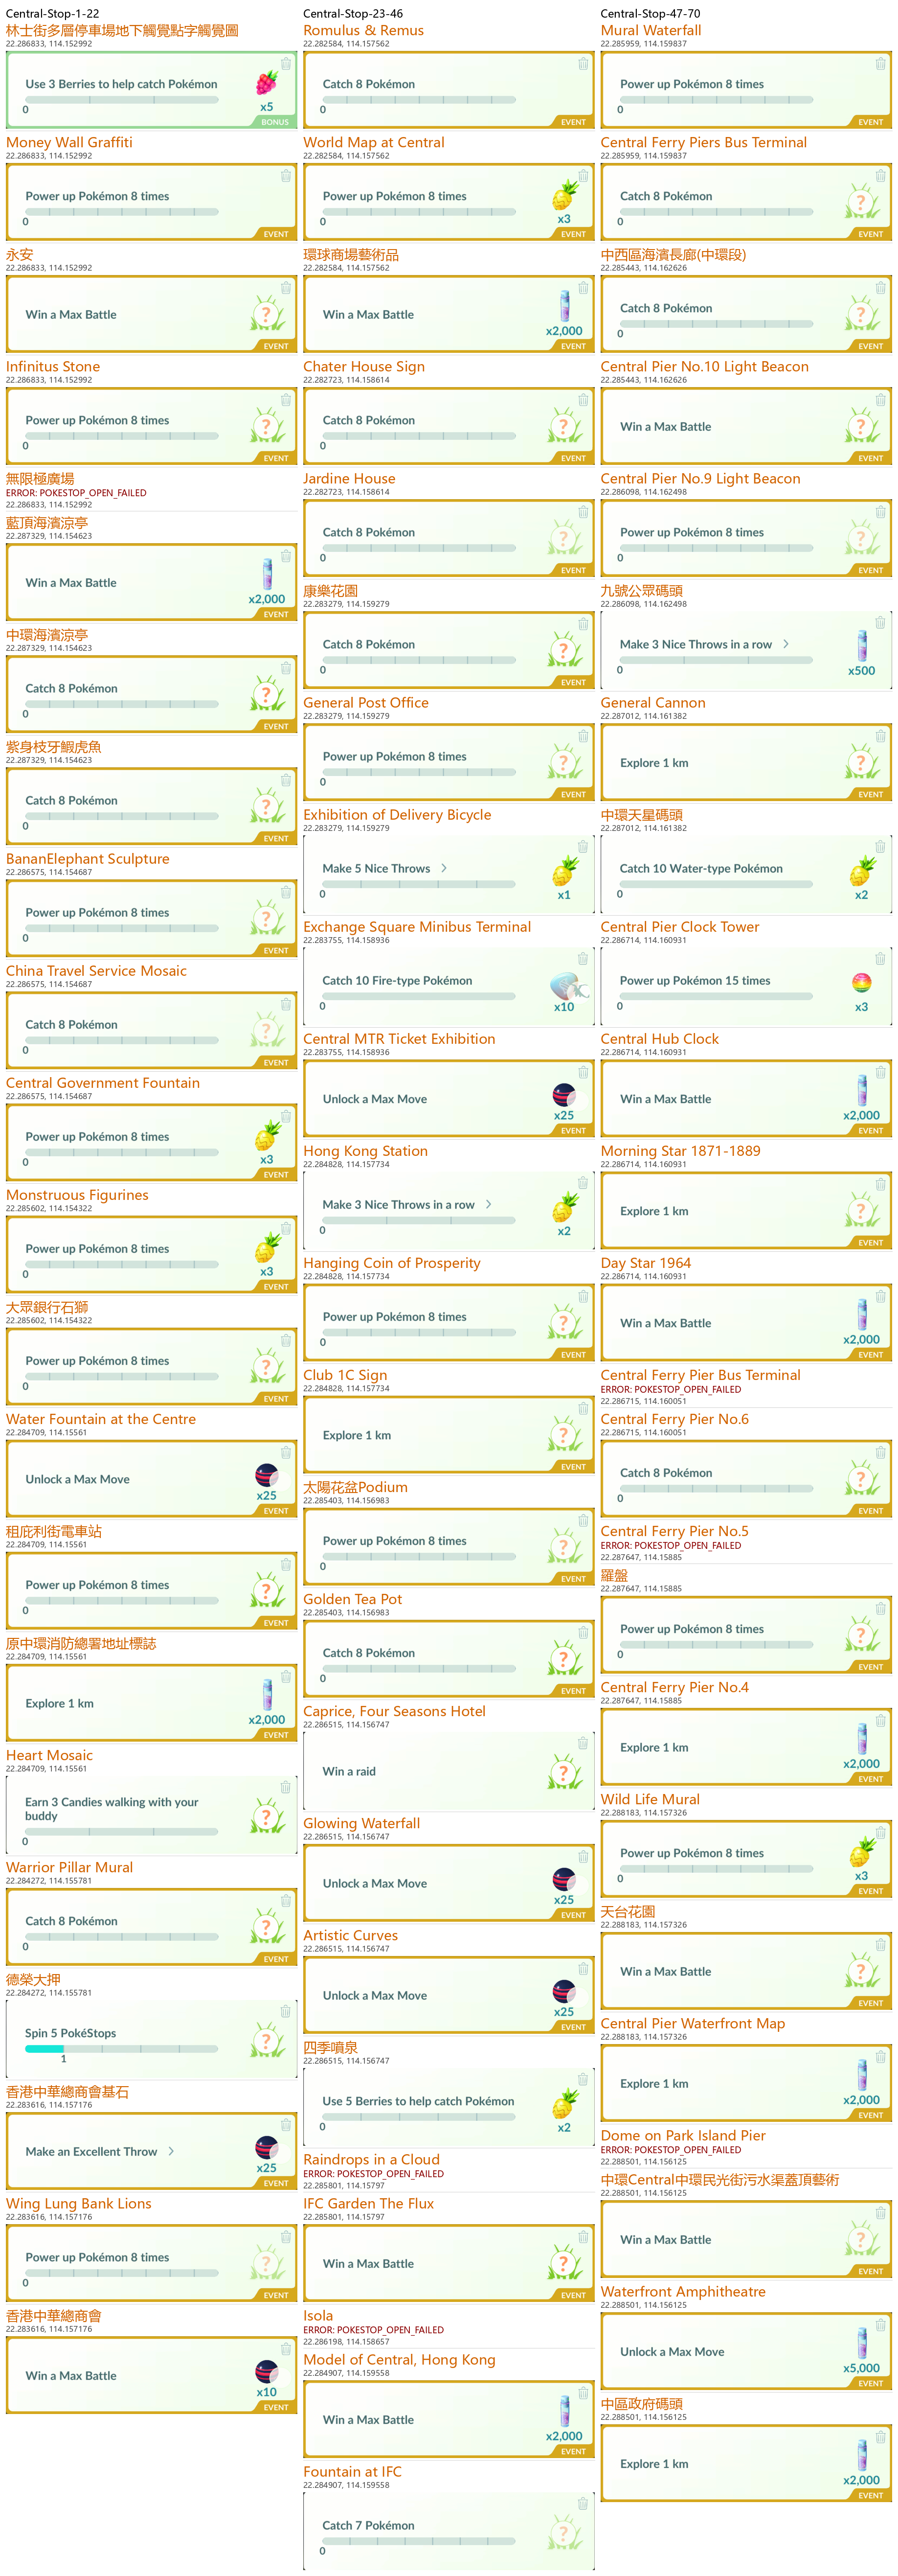 Central-Stop-1-22
林士街多層停車場地下觸覺點字觸覺圖
22.286833, 114.152992
Use 3 Berries to help catch Pokémon
x5
0
BONUS
Money Wall Graffiti
22.286833, 114.152992
Power up Pokémon 8 times
0
EVENT
永安
22.286833, 114.152992
Win a Max Battle
?
EVENT
Infinitus Stone
22.286833, 114.152992
Power up Pokémon 8 times
?
0
EVENT
無限極廣場
ERROR: POKESTOP_OPEN_FAILED
22.286833, 114.152992
藍頂海濱涼亭
22.287329, 114.154623
Win a Max Battle
x2,000
EVENT
中環海濱涼亭
22.287329, 114.154623
Catch 8 Pokémon
?
0
EVENT
紫身枝牙鰕虎魚
22.287329, 114.154623
Catch 8 Pokémon
?
0
EVENT
BananElephant Sculpture
22.286575, 114.154687
Power up Pokémon 8 times
?
0
EVENT
China Travel Service Mosaic
22.286575, 114.154687
Catch 8 Pokémon
?
0
EVENT
Central Government Fountain
22.286575, 114.154687
Power up Pokémon 8 times
x3
0
EVENT
Monstruous Figurines
22.285602, 114.154322
Power up Pokémon 8 times
x3
0
EVENT
大眾銀行石獅
22.285602, 114.154322
Power up Pokémon 8 times
?
0
EVENT
Water Fountain at the Centre
22.284709, 114.15561
Unlock a Max Move
x25
EVENT
租庇利街電車站
22.284709, 114.15561
Power up Pokémon 8 times
?
0
EVENT
原中環消防總署地址標誌
22.284709, 114.15561
Explore 1 km
x2,000
EVENT
Heart Mosaic
22.284709, 114.15561
Earn 3 Candies walking with your
buddy
?
0
Warrior Pillar Mural
22.284272, 114.155781
Catch 8 Pokémon
?
0
EVENT
德榮大押
22.284272, 114.155781
Spin 5 PokéStops
?
1
香港中華總商會基石
22.283616, 114.157176
Make an Excellent Throw >
x25
EVENT
Wing Lung Bank Lions
22.283616, 114.157176
Power up Pokémon 8 times
?
0
EVENT
香港中華總商會
22.283616, 114.157176
Win a Max Battle
x10
EVENT
Central-Stop-23-46
Romulus & Remus
22.282584, 114.157562
Catch 8 Pokémon
0
EVENT
World Map at Central
22.282584, 114.157562
Power up Pokémon 8 times
x3
0
EVENT
環球商場藝術品
22.282584, 114.157562
Win a Max Battle
x2,000
EVENT
Chater House Sign
22.282723, 114.158614
Catch 8 Pokémon
?
0
EVENT
Jardine House
22.282723, 114.158614
Catch 8 Pokémon
?
0
EVENT
康樂花園
22.283279, 114.159279
Catch 8 Pokémon
?
0
EVENT
General Post Office
22.283279, 114.159279
Power up Pokémon 8 times
?
0
EVENT
Exhibition of Delivery Bicycle
22.283279, 114.159279
Make 5 Nice Throws >
x1
0
Exchange Square Minibus Terminal
22.283755, 114.158936
Catch 10 Fire-type Pokémon
x10
0
Central MTR Ticket Exhibition
22.283755, 114.158936
Unlock a Max Move
x25
EVENT
Hong Kong Station
22.284828, 114.157734
Make 3 Nice Throws in a row >
x2
0
Hanging Coin of Prosperity
22.284828, 114.157734
Power up Pokémon 8 times
?
0
EVENT
Club 1C Sign
22.284828, 114.157734
Explore 1 km
?
EVENT
太陽花盆Podium
22.285403, 114.156983
Power up Pokémon 8 times
?
0
EVENT
Golden Tea Pot
22.285403, 114.156983
Catch 8 Pokémon
?
0
EVENT
Caprice, Four Seasons Hotel
22.286515, 114.156747
Win a raid
?
Glowing Waterfall
22.286515, 114.156747
Unlock a Max Move
x25
EVENT
Artistic Curves
22.286515, 114.156747
Unlock a Max Move
x25
EVENT
四季噴泉
22.286515, 114.156747
Use 5 Berries to help catch Pokémon
x2
0
Raindrops in a Cloud
ERROR: POKESTOP_OPEN_FAILED
22.285801, 114.15797
IFC Garden The Flux
22.285801, 114.15797
Win a Max Battle
?
EVENT
Isola
ERROR: POKESTOP_OPEN_FAILED
22.286198, 114.158657
Model of Central, Hong Kong
22.284907, 114.159558
Win a Max Battle
x2,000
EVENT
Fountain at IFC
22.284907, 114.159558
Catch 7 Pokémon
?
0
Central-Stop-47-70
Mural Waterfall
22.285959, 114.159837
Power up Pokémon 8 times
0
EVENT
Central Ferry Piers Bus Terminal
22.285959, 114.159837
Catch 8 Pokémon
?
0
EVENT
中西區海濱長廊(中環段)
22.285443, 114.162626
Catch 8 Pokémon
?
0
EVENT
Central Pier No.10 Light Beacon
22.285443, 114.162626
Win a Max Battle
?
EVENT
Central Pier No.9 Light Beacon
22.286098, 114.162498
Power up Pokémon 8 times
?
0
EVENT
九號公眾碼頭
22.286098, 114.162498
Make 3 Nice Throws in a row >
x500
0
General Cannon
22.287012, 114.161382
Explore 1 km
?
EVENT
中環天星碼頭
22.287012, 114.161382
Catch 10 Water-type Pokémon
x2
0
Central Pier Clock Tower
22.286714, 114.160931
Power up Pokémon 15 times
x3
0
Central Hub Clock
22.286714, 114.160931
Win a Max Battle
x2,000
EVENT
Morning Star 1871-1889
22.286714, 114.160931
Explore 1 km
?
EVENT
Day Star 1964
22.286714, 114.160931
Win a Max Battle
x2,000
EVENT
Central Ferry Pier Bus Terminal
ERROR: POKESTOP_OPEN_FAILED
22.286715, 114.160051
Central Ferry Pier No.6
22.286715, 114.160051
Catch 8 Pokémon
?
0
EVENT
Central Ferry Pier No.5
ERROR: POKESTOP_OPEN_FAILED
22.287647, 114.15885
羅盤
22.287647, 114.15885
Power up Pokémon 8 times
?
0
EVENT
Central Ferry Pier No.4
22.287647, 114.15885
Explore 1 km
x2,000
EVENT
Wild Life Mural
22.288183, 114.157326
Power up Pokémon 8 times
x3
0
EVENT
天台花園
22.288183, 114.157326
Win a Max Battle
?
EVENT
Central Pier Waterfront Map
22.288183, 114.157326
Explore 1 km
x2,000
EVENT
Dome on Park Island Pier
ERROR: POKESTOP_OPEN_FAILED
22.288501, 114.156125
中環Central中環民光街污水渠蓋頂藝術
22.288501, 114.156125
Win a Max Battle
?
EVENT
Waterfront Amphitheatre
22.288501, 114.156125
Unlock a Max Move
x5,000
EVENT
中區政府碼頭
22.288501, 114.156125
Explore 1 km
x2,000
EVENT